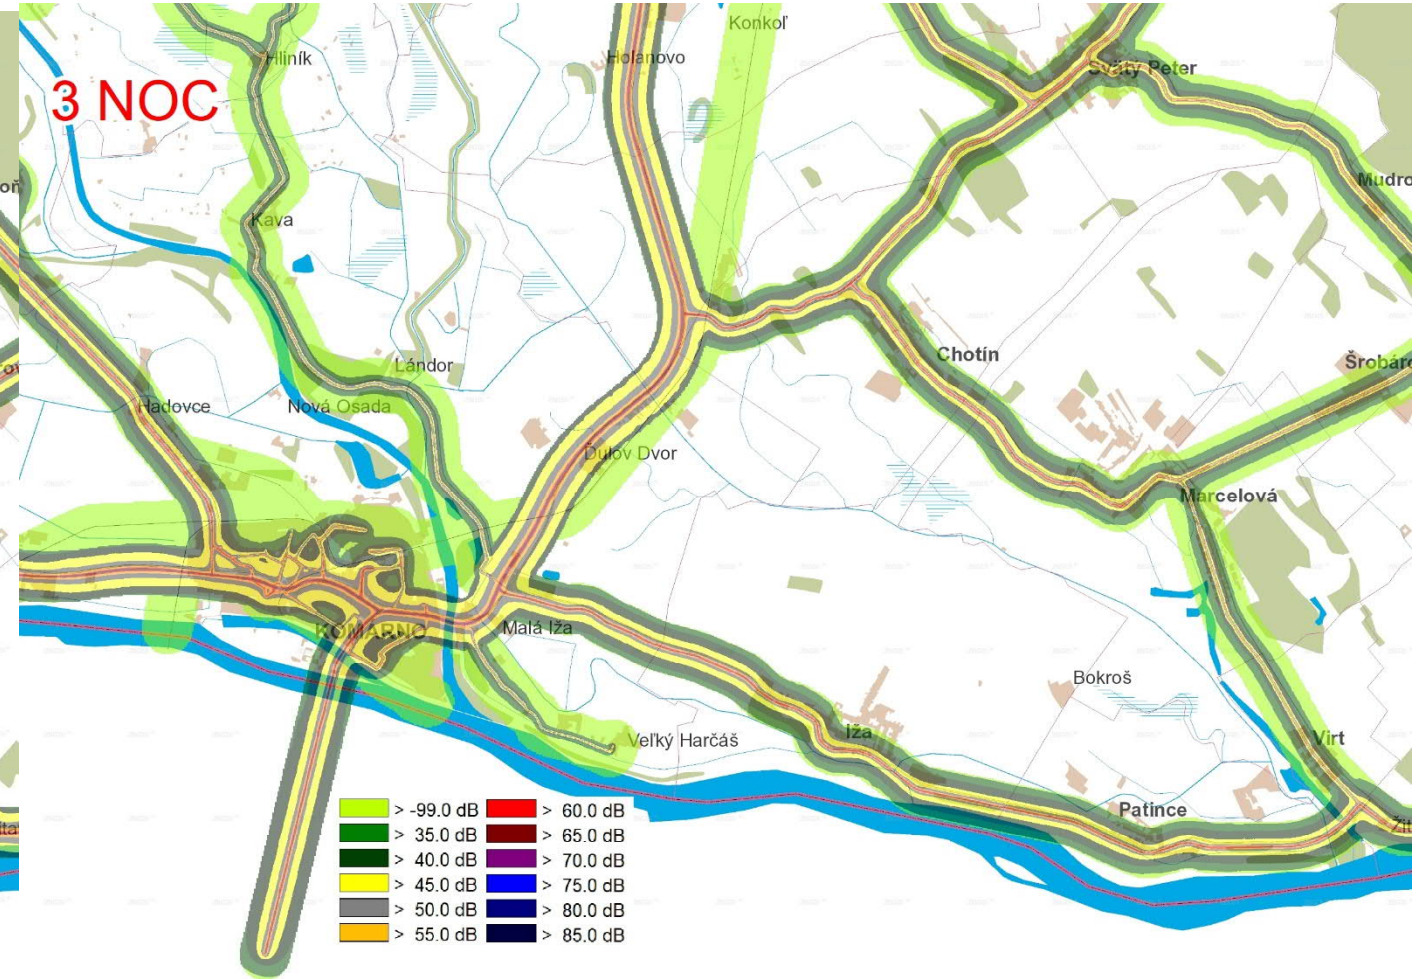 Konkoľ
Hliník
Holanovo
Svätý Peter
3 NOC
Mudro
Kava
Chotín
Lándor
Šrobáro
Hadovce
Nová Osada
Ďulov Dvor
Marcelová
KOMÁRNO
Malá Iža
Bokroš
Iža
Veľký Harčáš
Virt
Patince
Žit
> -99.0 dB
> 35.0 dB
> 40.0 dB
> 45.0 dB
> 50.0 dB
> 55.0 dB
> 60.0 dB
> 65.0 dB
> 70.0 dB
> 75.0 dB
> 80.0 dB
> 85.0 dB